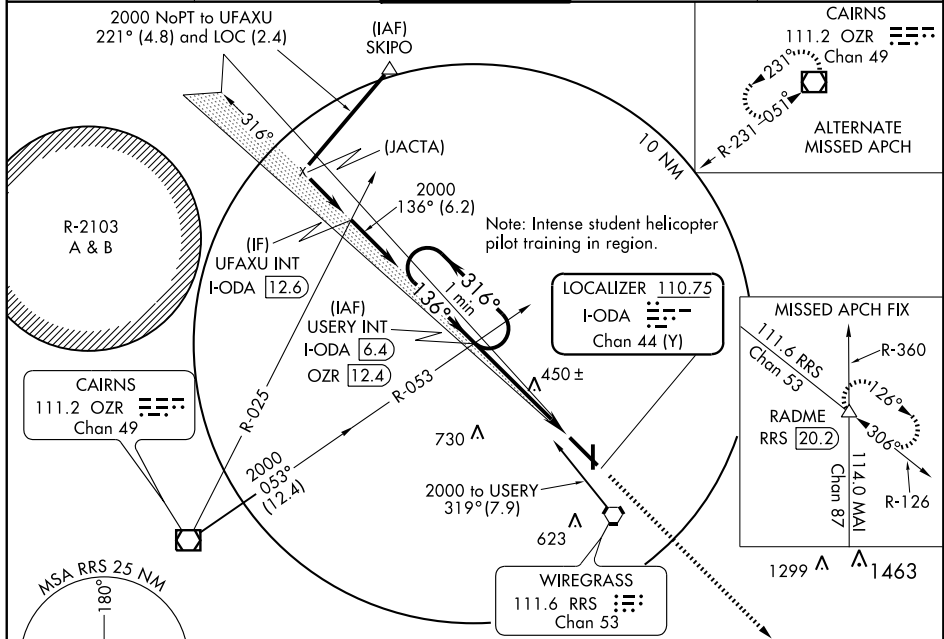 2000 NoPT to UFAXU
221° (4.8) and LOC (2.4)
(IAF)
SKIPO
CAIRNS
111.2 OZR
Chan 49
231°
R-231
051°
ALTERNATE
MISSED APCH
316°
(JACTA)
10 NM
R-2103
A & B
2000
136° (6.2)
Note: Intense student helicopter
pilot training in region.
(IF)
UFAXU INT
I-ODA 12.6
316°
1 min
136°
LOCALIZER 110.75
I-ODA
Chan 44 (Y)
(IAF)
USERY INT
I-ODA 6.4
OZR 12.4
MISSED APCH FIX
111.6 RRS
Chan 53
R-360
126°
RADME
RRS 20.2
306°
114.0 MAI
Chan 87
R-126
CAIRNS
111.2 OZR
Chan 49
R-025
R-053
450 ±
730
2000
053°
(12.4)
2000 to USERY
319° (7.9)
623
1299
1463
WIREGRASS
111.6 RRS
Chan 53
MSA RRS 25 NM
180°